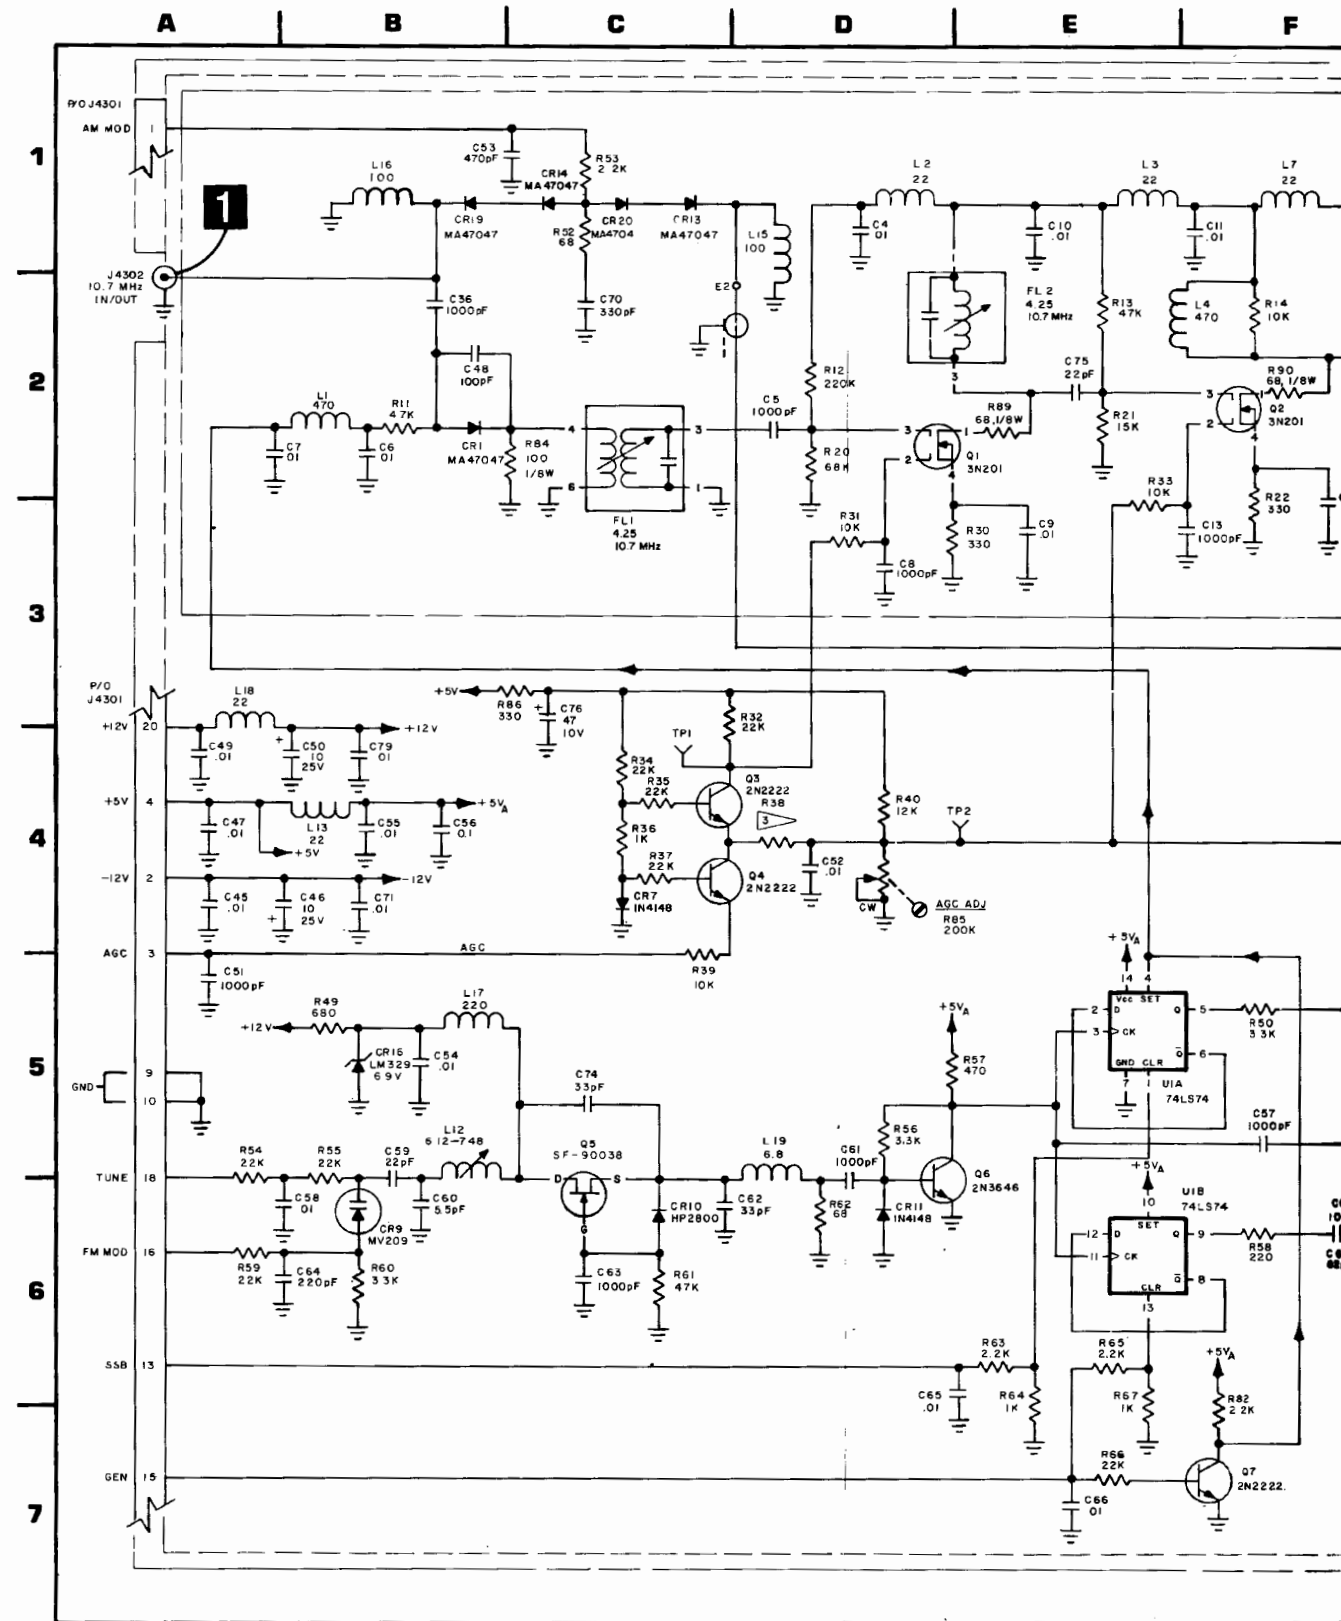 A B C D E F
1
2
3
4
5
6
7
P/O J4301
AM MOD 1
1
J4302
10.7 MHz
IN/OUT
L16
100
C53
470pF
R53
2.2K
CR14
MA47047
CR19
MA47047
R52
68
CR20
MA4704
CR13
MA47047
L15
100
E2
C36
1000pF
C70
330pF
C48
100pF
L1
470
R11
47K
C7
.01
C6
.01
CR1
MA47047
R84
100
1/8W
4 3
6 1
FL1
4.25
10.7 MHz
C5
1000pF
R12
220K
R20
68K
L2
22
C4
.01
FL2
4.25
10.7 MHz
3
C10
.01
L3
22
C11
.01
L7
22
R13
47K
L4
470
R14
10K
C75
22pF
R89
68,1/8W
R21
15K
3 1
2
4
Q1
3N201
R90
68,1/8W
3 1
2
4
Q2
3N201
R31
10K
C8
1000pF
R30
330
C9
.01
R33
10K
C13
1000pF
R22
330
P/O
J4301
L18
22
+12V 20
+12V
C49
.01
+
C50
10
25V
C79
.01
+5V
R86
330
+
C76
47
10V
TP1
R32
22K
R34
22K
R35
22K
Q3
2N2222
R38
3
R36
1K
R37
22K
Q4
2N2222
CR7
1N4148
C52
.01
R40
12K
TP2
CW
AGC ADJ
R85
200K
+5V 4
+5VA
C47
.01
L13
22
C55
.01
C56
0.1
+5V
-12V 2
-12V
C45
.01
C46
10
25V
+
C71
.01
AGC 3
AGC
C51
1000pF
R39
10K
R49
680
+12V
L17
220
CR16
LM329
6.9V
C54
.01
GND
9
10
C74
33pF
Q5
SF-90038
D S
G
L12
612-748
TUNE 18
R54
22K
R55
22K
C59
22pF
C58
.01
C60
5.5pF
CR9
MV209
FM MOD 16
R59
22K
C64
220pF
R60
3.3K
C63
1000pF
CR10
HP2800
R61
47K
C62
33pF
L19
6.8
C61
1000pF
R62
68
R56
3.3K
CR11
1N4148
+5VA
R57
470
Q6
2N3646
+5VA
14 4
Vcc SET
2 D Q 5
3 CK
Q 6
GND CLR
7
U1A
74LS74
R50
3.3K
C57
1000pF
+5VA
10
U1B
74LS74
SET
12 D Q 9
11 CK
Q 8
CLR
13
R58
220
SSB 13
C65
.01
R63
2.2K
R64
1K
R65
2.2K
R67
1K
+5VA
R82
2.2K
GEN 15
R66
22K
C66
.01
Q7
2N2222